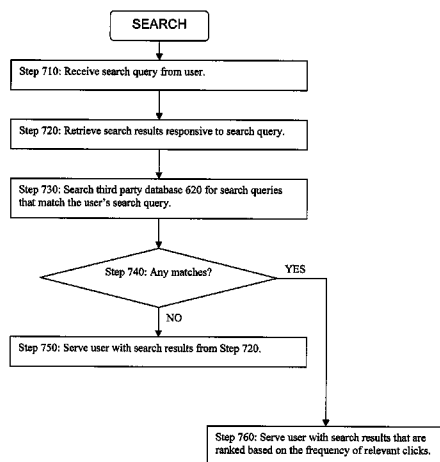 SEARCH
Step 710: Receive search query from user.
Step 720: Retrieve search results responsive to search query.
Step 730: Search third party database 620 for search queries
that match the user's search query.
Step 740: Any matches?
YES
NO
Step 750: Serve user with search results from Step 720.
Step 760: Serve user with search results that are
ranked based on the frequency of relevant clicks.